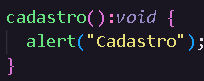 cadastro():void {
  alert("Cadastro");
}